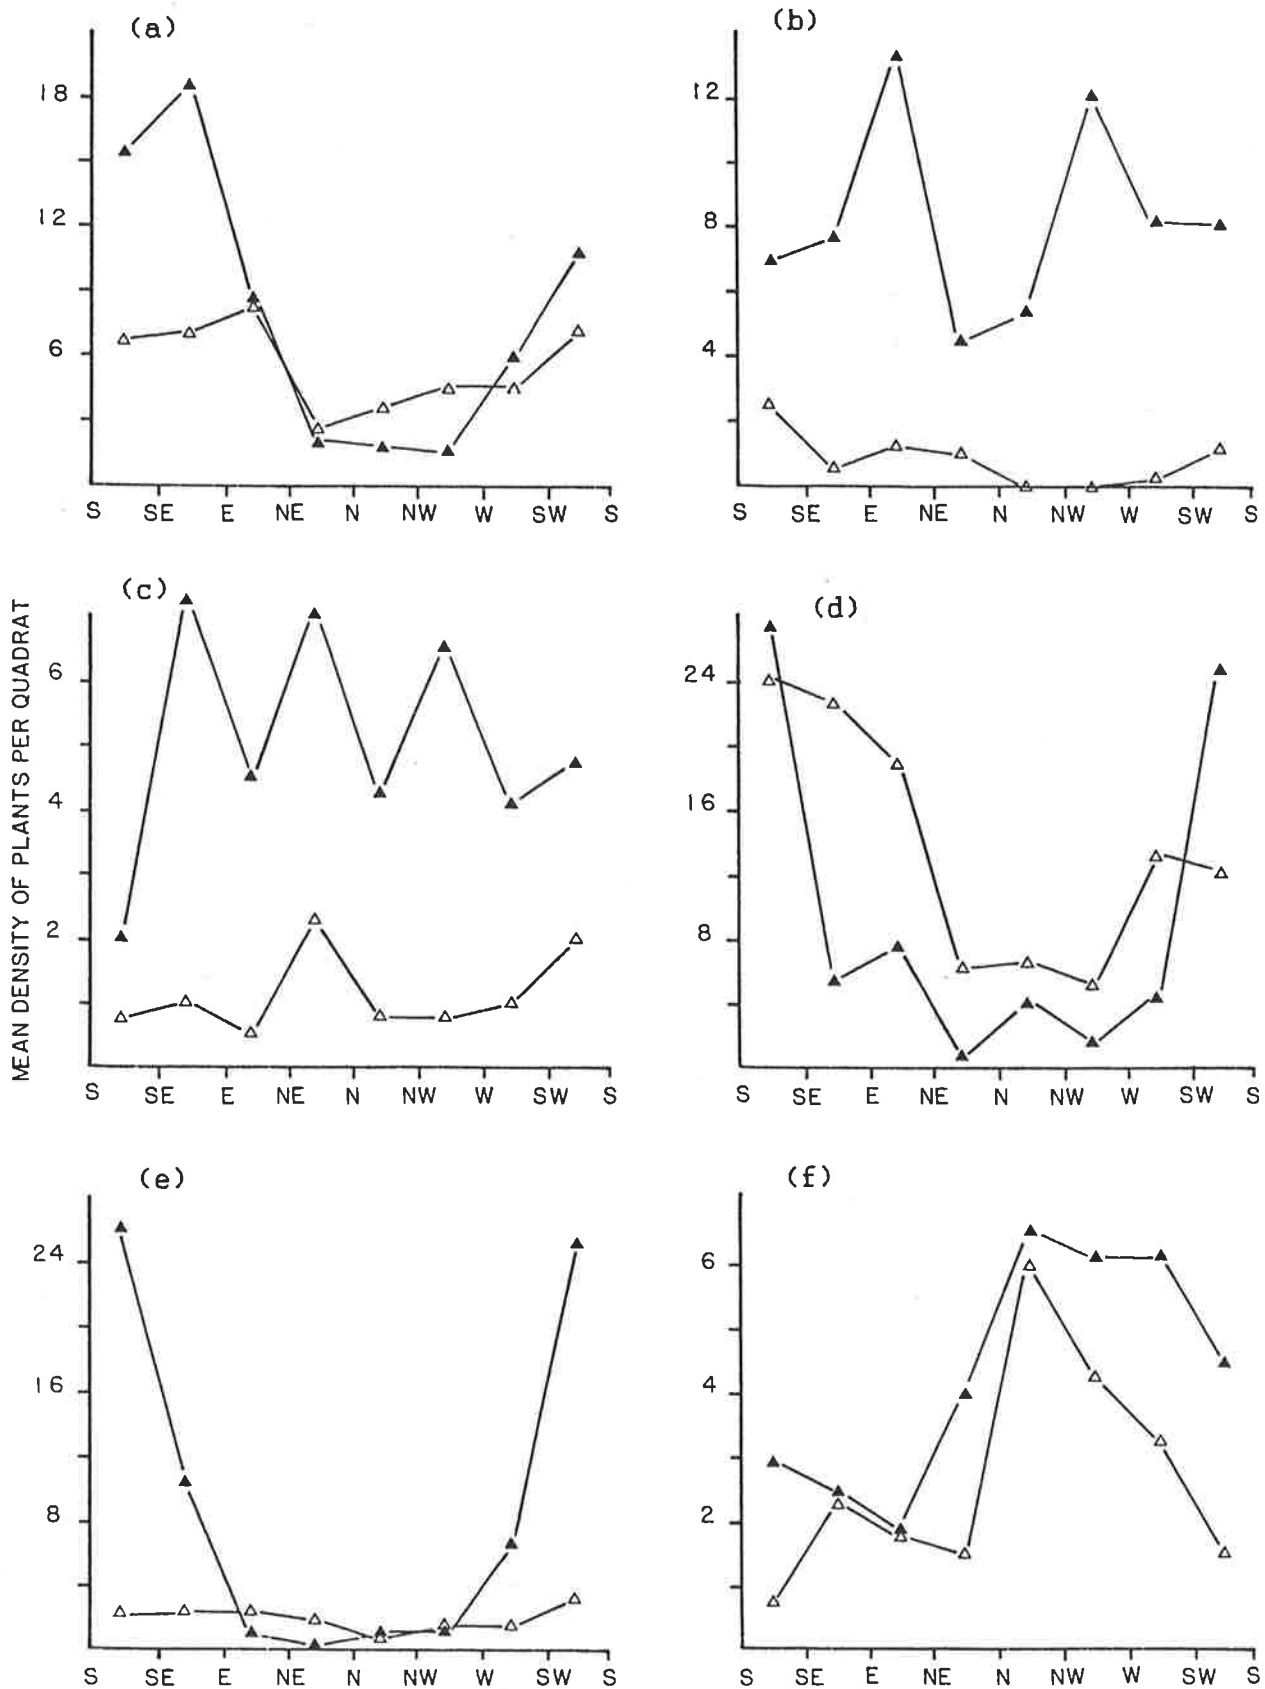 (a)
18
12
6
S SE E NE N NW W SW S
(b)
12
8
4
S SE E NE N NW W SW S
MEAN DENSITY OF PLANTS PER QUADRAT
(c)
6
4
2
S SE E NE N NW W SW S
(d)
24
16
8
S SE E NE N NW W SW S
(e)
24
16
8
S SE E NE N NW W SW S
(f)
6
4
2
S SE E NE N NW W SW S